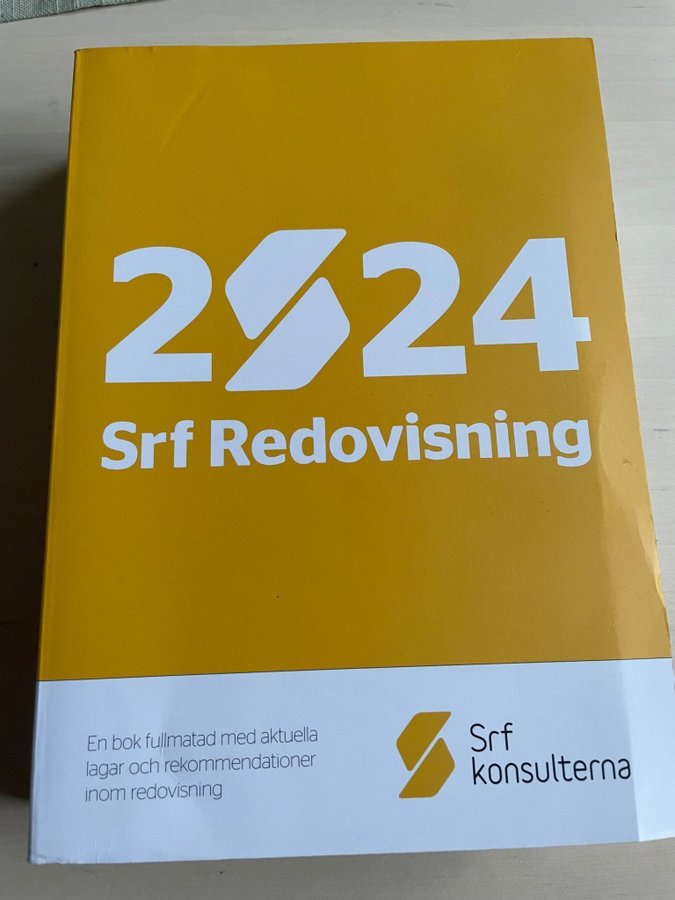 2024
Srf Redovisning
En bok fullmatad med aktuella
lagar och rekommendationer
inom redovisning
Srf
konsulterna